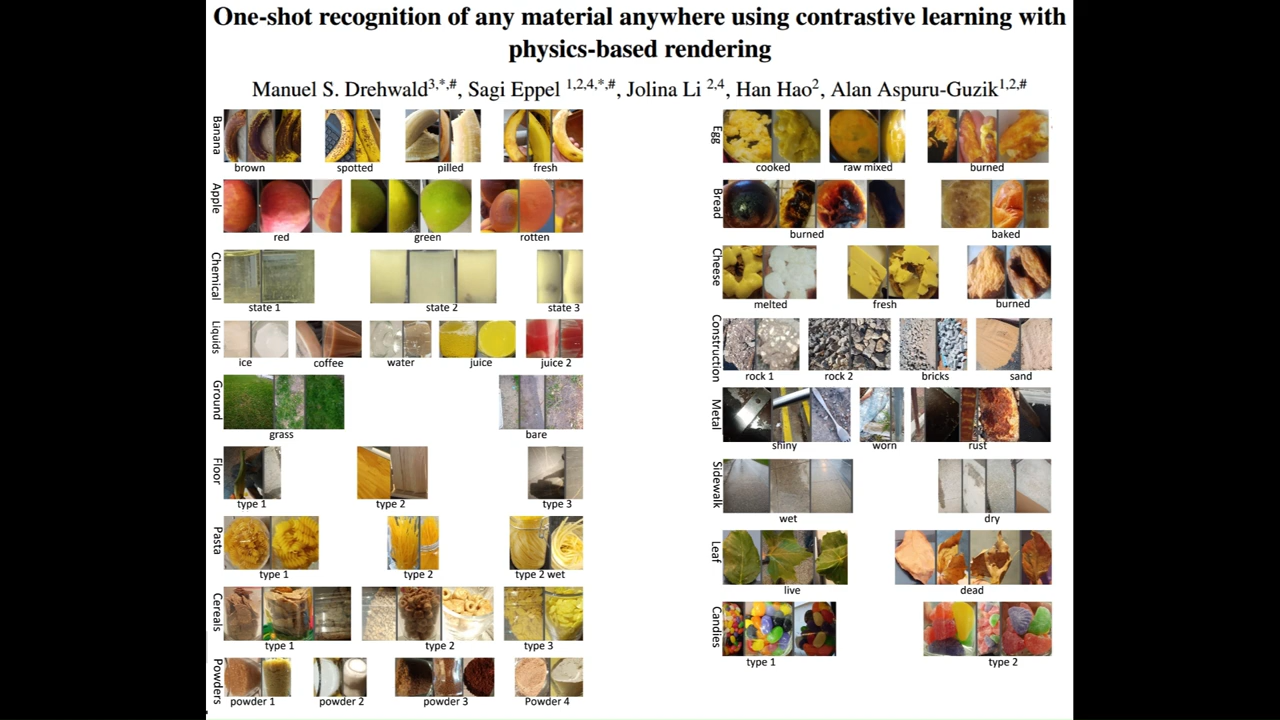 One-shot recognition of any material anywhere using contrastive learning with
physics-based rendering
Manuel S. Drehwald3,*,#, Sagi Eppel 1,2,4,*,#, Jolina Li 2,4, Han Hao2, Alan Aspuru-Guzik1,2,#
Banana
brown spotted pilled fresh
Apple
red green rotten
Chemical
state 1 state 2 state 3
Liquids
ice coffee water juice juice 2
Ground
grass bare
Floor
type 1 type 2 type 3
Pasta
type 1 type 2 type 2 wet
Cereals
type 1 type 2 type 3
Powders
powder 1 powder 2 powder 3 Powder 4
Egg
cooked raw mixed burned
Bread
burned baked
Cheese
melted fresh burned
Construction
rock 1 rock 2 bricks sand
Metal
shiny worn rust
Sidewalk
wet dry
Leaf
live dead
Candies
type 1 type 2